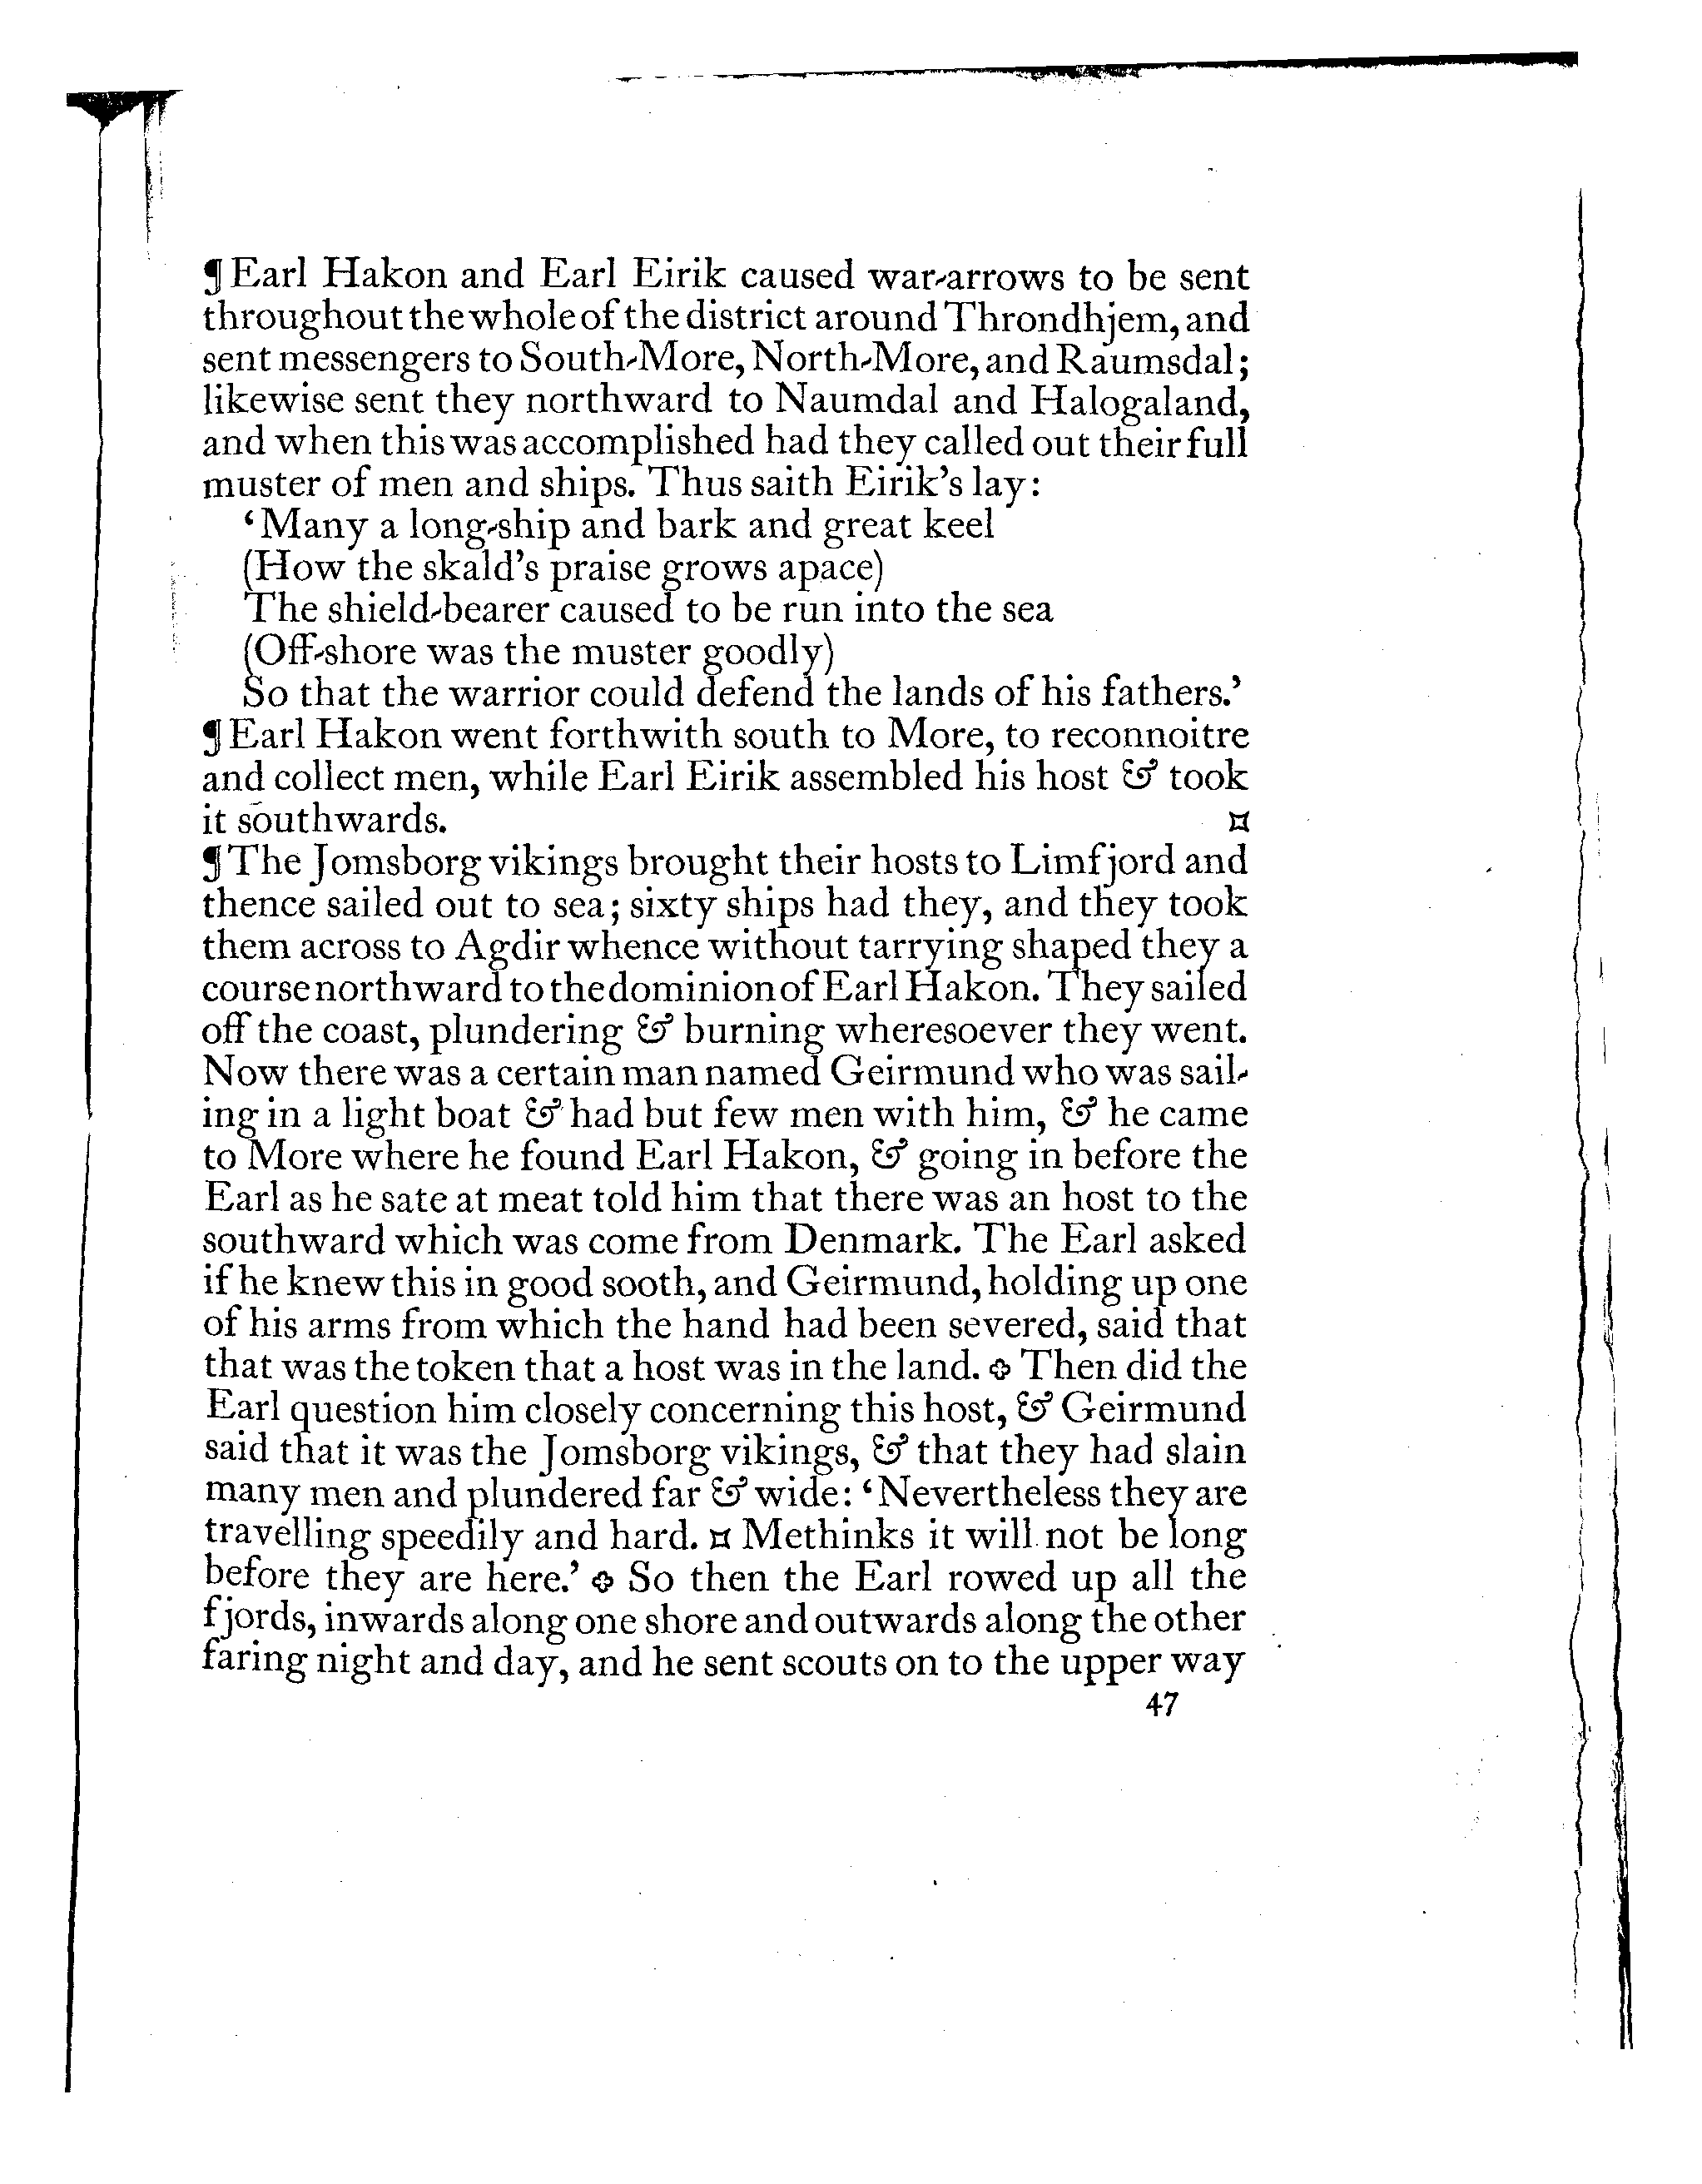 ¶ Earl Hakon and Earl Eirik caused war-arrows to be sent
throughout the whole of the district around Throndhjem, and
sent messengers to South-More, North-More, and Raumsdal;
likewise sent they northward to Naumdal and Halogaland,
and when this was accomplished had they called out their full
muster of men and ships. Thus saith Eirik's lay:
‘Many a long-ship and bark and great keel
(How the skald's praise grows apace)
The shield-bearer caused to be run into the sea
(Off-shore was the muster goodly)
So that the warrior could defend the lands of his fathers.’
¶ Earl Hakon went forthwith south to More, to reconnoitre
and collect men, while Earl Eirik assembled his host & took
it southwards. ¤
¶ The Jomsborg vikings brought their hosts to Limfjord and
thence sailed out to sea; sixty ships had they, and they took
them across to Agdir whence without tarrying shaped they a
course northward to the dominion of Earl Hakon. They sailed
off the coast, plundering & burning wheresoever they went.
Now there was a certain man named Geirmund who was sail-
ing in a light boat & had but few men with him, & he came
to More where he found Earl Hakon, & going in before the
Earl as he sate at meat told him that there was an host to the
southward which was come from Denmark. The Earl asked
if he knew this in good sooth, and Geirmund, holding up one
of his arms from which the hand had been severed, said that
that was the token that a host was in the land. ✥ Then did the
Earl question him closely concerning this host, & Geirmund
said that it was the Jomsborg vikings, & that they had slain
many men and plundered far & wide: ‘Nevertheless they are
travelling speedily and hard. ¤ Methinks it will not be long
before they are here.’ ✥ So then the Earl rowed up all the
fjords, inwards along one shore and outwards along the other
faring night and day, and he sent scouts on to the upper way
47